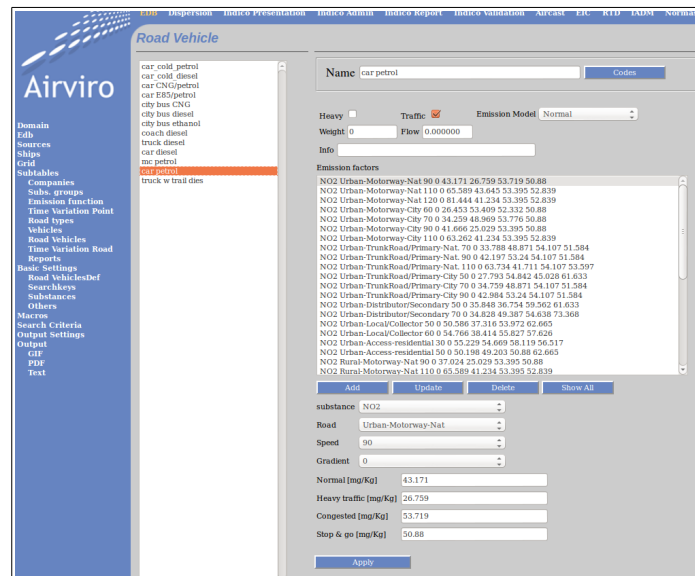 EDB Dispersion Indico Presentation Indico Admin Indico Report Indico Validation Aircast EIC RTD IADM Norma
Airviro
Domain
Edb
Sources
Ships
Grid
Subtables
Companies
Subs. groups
Emission function
Time Variation Point
Road types
Vehicles
Road Vehicles
Time Variation Road
Reports
Basic Settings
Road VehiclesDef
Searchkeys
Substances
Others
Macros
Search Criteria
Output Settings
Output
GIF
PDF
Text
Road Vehicle
car_cold_petrol
car_cold_diesel
car CNG/petrol
car E85/petrol
city bus CNG
city bus diesel
city bus ethanol
coach diesel
truck diesel
car diesel
mc petrol
car petrol
truck w trail dies
Name car petrol Codes
Heavy Traffic Emission Model Normal
Weight 0 Flow 0.000000
Info
Emission factors
NO2 Urban-Motorway-Nat 90 0 43.171 26.759 53.719 50.88
NO2 Urban-Motorway-Nat 110 0 65.589 43.645 53.395 52.839
NO2 Urban-Motorway-Nat 120 0 81.444 41.234 53.395 52.839
NO2 Urban-Motorway-City 60 0 26.453 53.409 52.332 50.88
NO2 Urban-Motorway-City 70 0 34.259 48.969 53.776 50.88
NO2 Urban-Motorway-City 90 0 41.666 25.029 53.395 50.88
NO2 Urban-Motorway-City 110 0 63.262 41.234 53.395 52.839
NO2 Urban-TrunkRoad/Primary-Nat. 70 0 33.788 48.871 54.107 51.584
NO2 Urban-TrunkRoad/Primary-Nat. 90 0 42.197 53.24 54.107 51.584
NO2 Urban-TrunkRoad/Primary-Nat. 110 0 63.734 41.711 54.107 53.597
NO2 Urban-TrunkRoad/Primary-City 50 0 27.793 54.842 45.028 61.633
NO2 Urban-TrunkRoad/Primary-City 70 0 34.759 48.871 54.107 51.584
NO2 Urban-TrunkRoad/Primary-City 90 0 42.984 53.24 54.107 51.584
NO2 Urban-Distributor/Secondary 50 0 35.848 36.754 59.562 61.633
NO2 Urban-Distributor/Secondary 70 0 34.828 49.387 54.638 73.368
NO2 Urban-Local/Collector 50 0 50.586 37.316 53.972 62.665
NO2 Urban-Local/Collector 60 0 54.766 38.414 55.827 57.626
NO2 Urban-Access-residential 30 0 55.229 54.669 58.119 56.517
NO2 Urban-Access-residential 50 0 50.198 49.203 50.88 62.665
NO2 Rural-Motorway-Nat 90 0 37.024 25.029 53.395 50.88
NO2 Rural-Motorway-Nat 110 0 65.589 41.234 53.395 52.839
Add Update Delete Show All
substance NO2
Road Urban-Motorway-Nat
Speed 90
Gradient 0
Normal [mg/Kg] 43.171
Heavy traffic [mg/Kg] 26.759
Congested [mg/Kg] 53.719
Stop & go [mg/Kg] 50.88
Apply